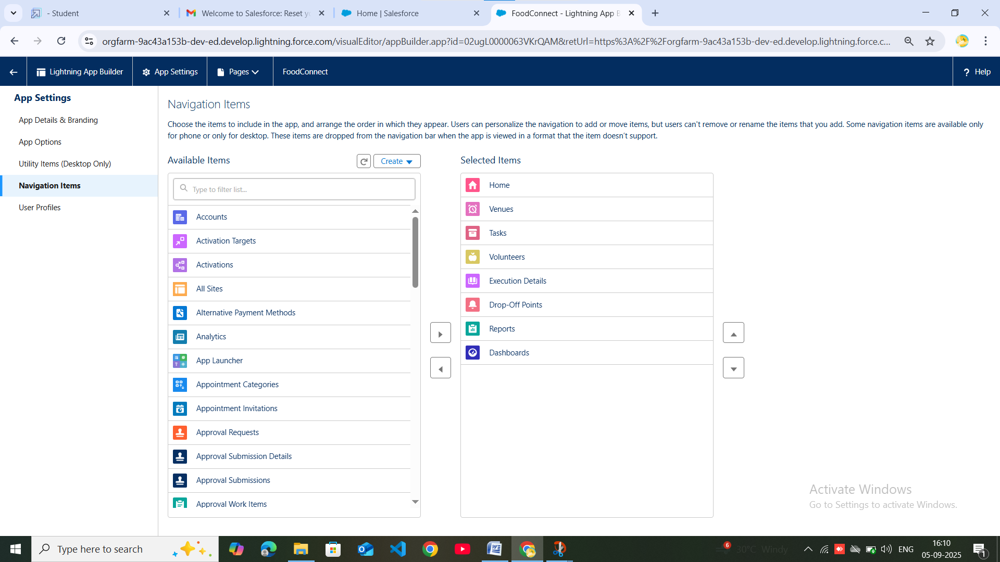 - Student
Welcome to Salesforce: Reset yo
Home | Salesforce
FoodConnect - Lightning App B
orgfarm-9ac43a153b-dev-ed.develop.lightning.force.com/visualEditor/appBuilder.app?id=02ugL0000063VKrQAM&retUrl=https%3A%2F%2Forgfarm-9ac43a153b-dev-ed.develop.lightning.force.c...
Lightning App Builder
App Settings
Pages
FoodConnect
? Help
App Settings
App Details & Branding
App Options
Utility Items (Desktop Only)
Navigation Items
User Profiles
Navigation Items
Choose the items to include in the app, and arrange the order in which they appear. Users can personalize the navigation to add or move items, but users can't remove or rename the items that you add. Some navigation items are available only
for phone or only for desktop. These items are dropped from the navigation bar when the app is viewed in a format that the item doesn’t support.
Available Items
Create
Type to filter list...
Accounts
Activation Targets
Activations
All Sites
Alternative Payment Methods
Analytics
App Launcher
Appointment Categories
Appointment Invitations
Approval Requests
Approval Submission Details
Approval Submissions
Approval Work Items
Selected Items
Home
Venues
Tasks
Volunteers
Execution Details
Drop-Off Points
Reports
Dashboards
Activate Windows
Go to Settings to activate Windows.
Type here to search
6
30°C Windy
ENG
16:10
05-09-2025
1